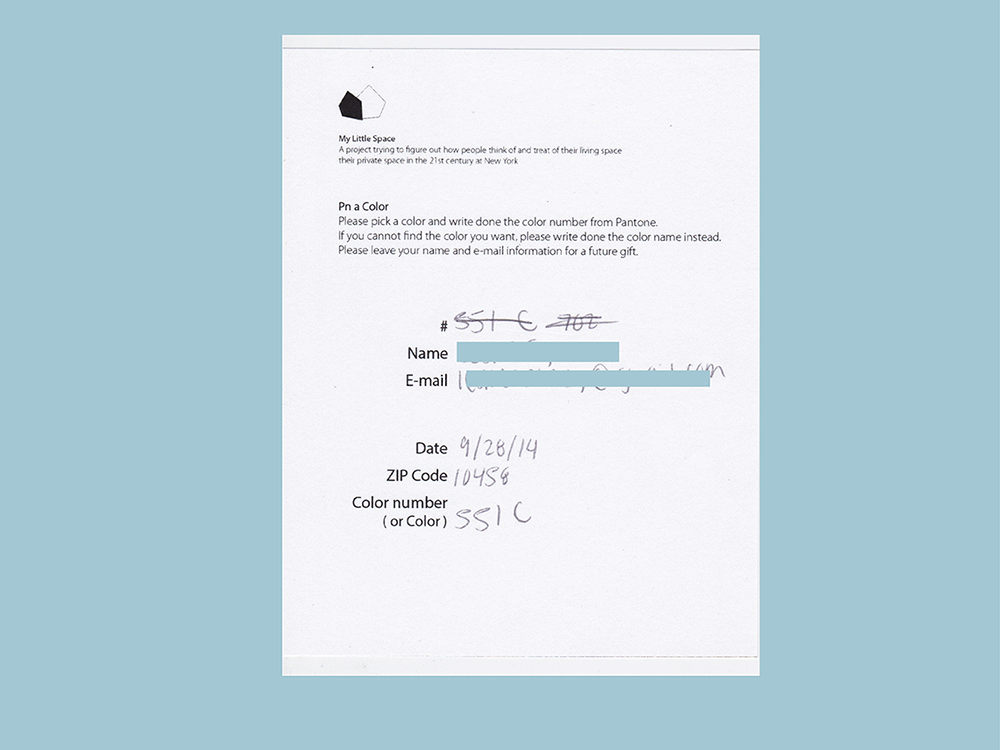 My Little Space
A project trying to figure out how people think of and treat of their living space
their private space in the 21st century at New York
Pn a Color
Please pick a color and write done the color number from Pantone.
If you cannot find the color you want, please write done the color name instead.
Please leave your name and e-mail information for a future gift.
# 551 C 702
Name
E-mail
Date 9/28/14
ZIP Code 10458
Color number
( or Color ) 551 C